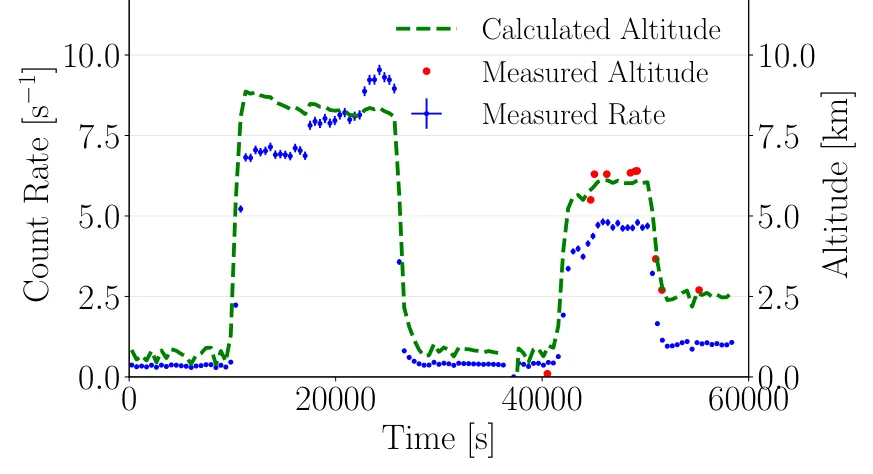 Calculated Altitude
Measured Altitude
Measured Rate
Count Rate [s⁻¹]
10.0
7.5
5.0
2.5
0.0
10.0
7.5
5.0
2.5
0.0
Altitude [km]
0
20000
40000
60000
Time [s]